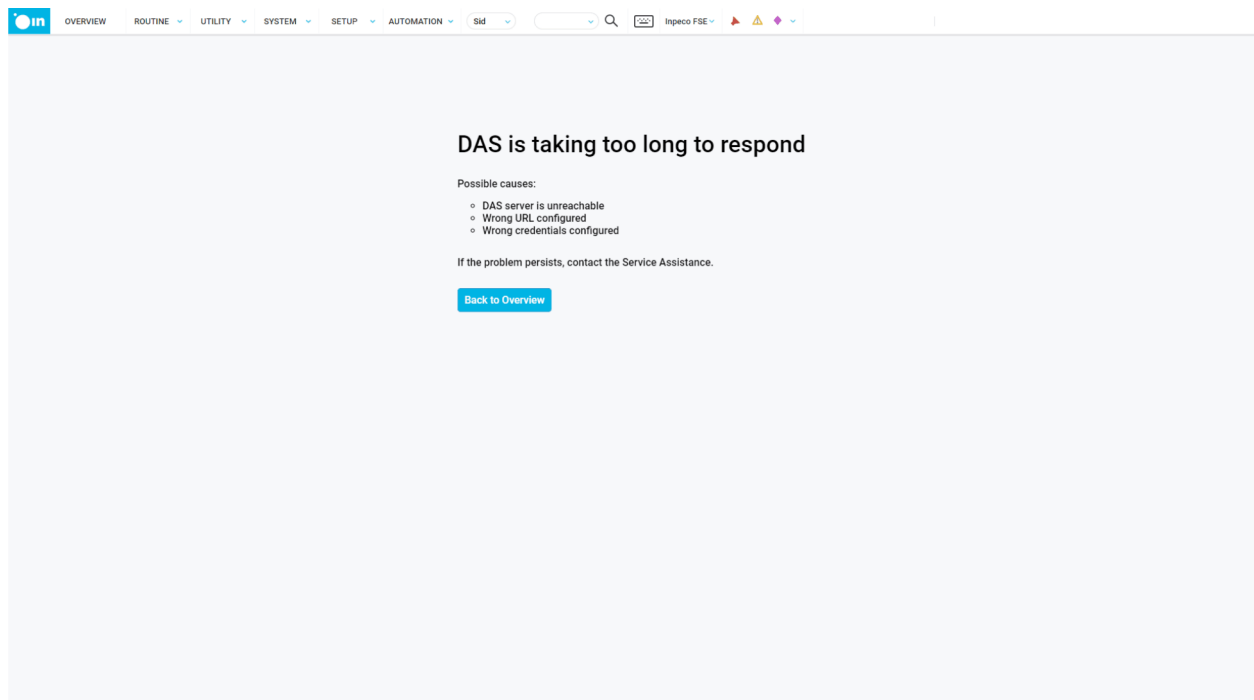 in OVERVIEW ROUTINE UTILITY SYSTEM SETUP AUTOMATION Sid Inpeco FSE
DAS is taking too long to respond
Possible causes:
DAS server is unreachable
Wrong URL configured
Wrong credentials configured
If the problem persists, contact the Service Assistance.
Back to Overview